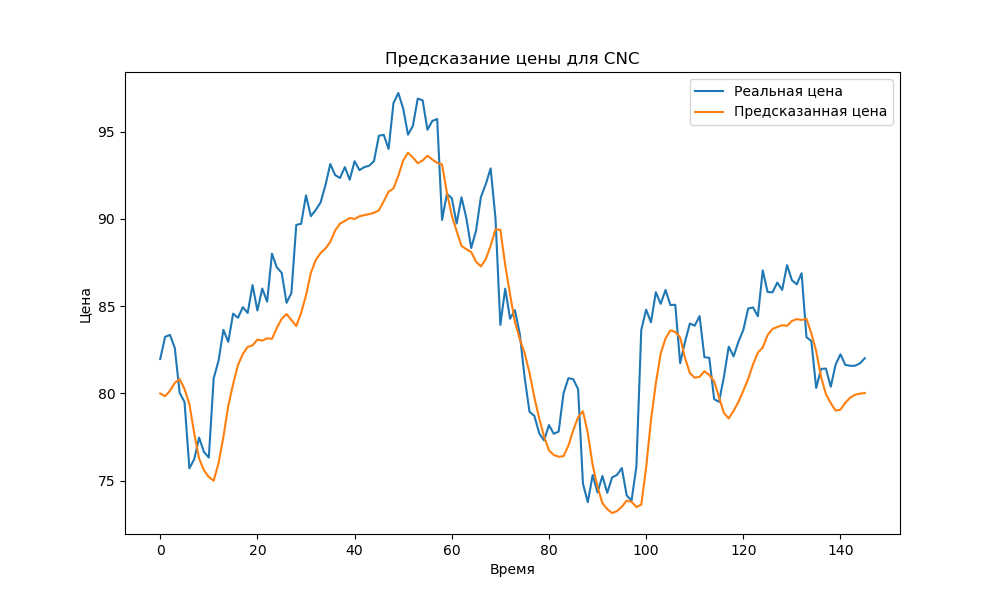 Предсказание цены для CNC
Реальная цена
Предсказанная цена
Цена
95
90
85
80
75
0 20 40 60 80 100 120 140
Время